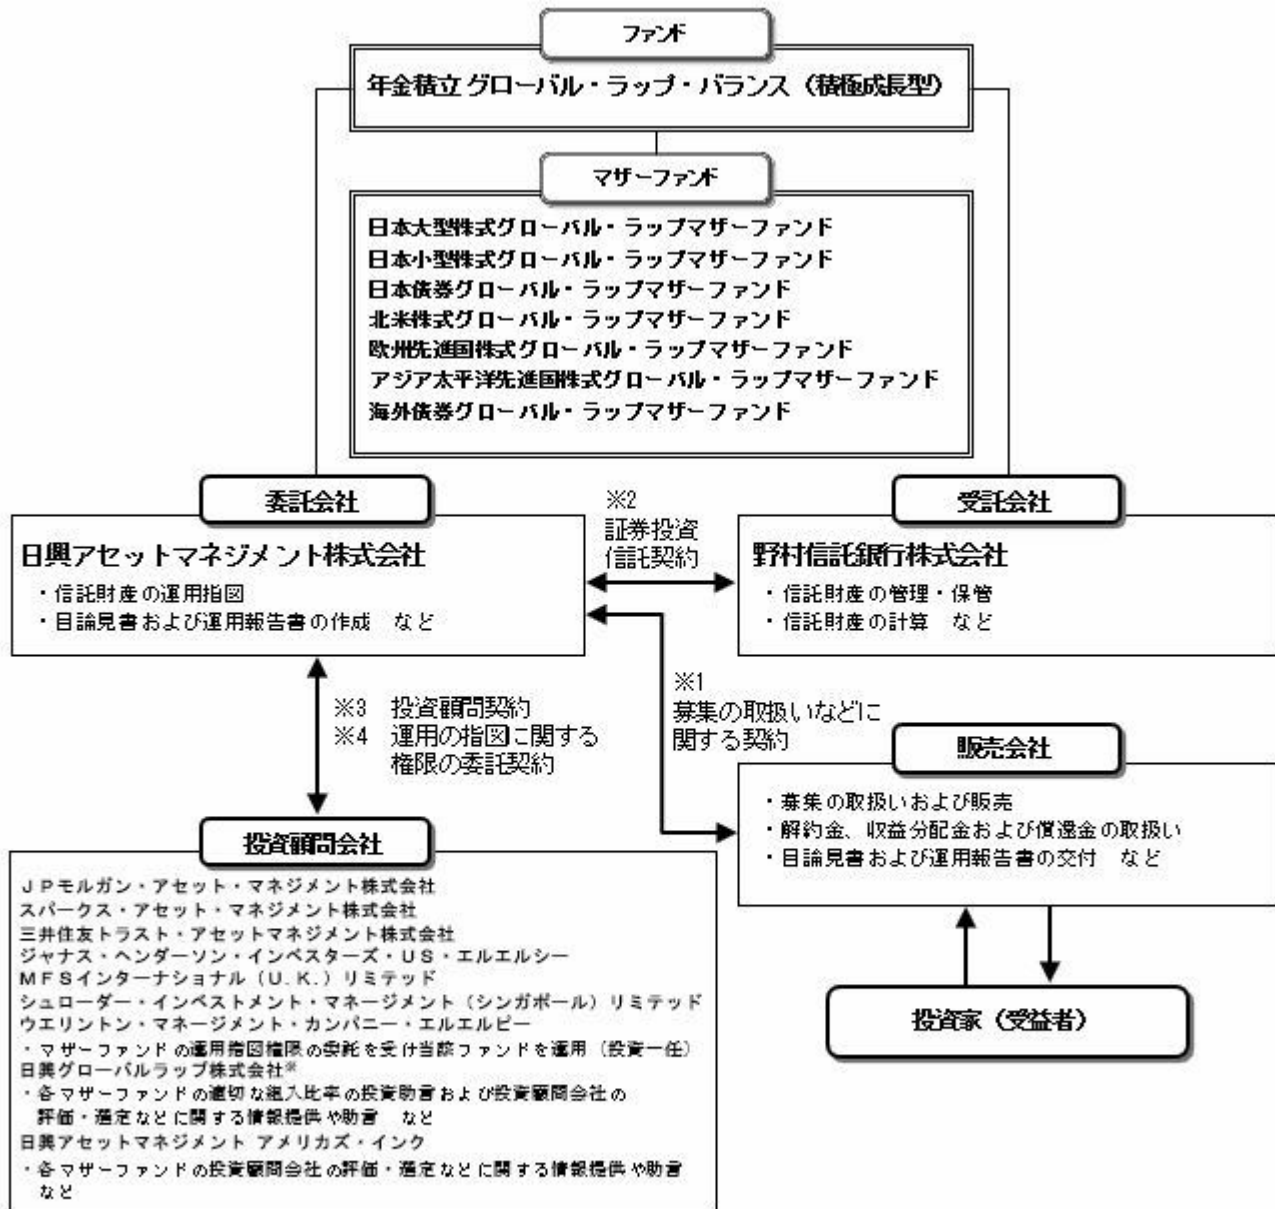 ファンド
年金積立 グローバル・ラップ・バランス（積極成長型）
マザーファンド
日本大型株式グローバル・ラップマザーファンド
日本小型株式グローバル・ラップマザーファンド
日本債券グローバル・ラップマザーファンド
北米株式グローバル・ラップマザーファンド
欧州先進国株式グローバル・ラップマザーファンド
アジア太平洋先進国株式グローバル・ラップマザーファンド
海外債券グローバル・ラップマザーファンド
委託会社
日興アセットマネジメント株式会社
・信託財産の運用指図
・目論見書および運用報告書の作成　など
※2
証券投資
信託契約
受託会社
野村信託銀行株式会社
・信託財産の管理・保管
・信託財産の計算　など
※3　投資顧問契約
※4　運用の指図に関する
権限の委託契約
※1
募集の取扱いなどに
関する契約
販売会社
・募集の取扱いおよび販売
・解約金、収益分配金および償還金の取扱い
・目論見書および運用報告書の交付　など
投資家（受益者）
投資顧問会社
ＪＰモルガン・アセット・マネジメント株式会社
スパークス・アセット・マネジメント株式会社
三井住友トラスト・アセットマネジメント株式会社
ジャナス・ヘンダーソン・インベスターズ・ＵＳ・エルエルシー
ＭＦＳインターナショナル（Ｕ.Ｋ.）リミテッド
シュローダー・インベストメント・マネージメント（シンガポール）リミテッド
ウエリントン・マネージメント・カンパニー・エルエルピー
・マザーファンドの運用指図権限の委託を受け当該ファンドを運用（投資一任）
日興グローバルラップ株式会社※
・各マザーファンドの適切な組入比率の投資助言および投資顧問会社の
評価・選定などに関する情報提供や助言　など
日興アセットマネジメント アメリカズ・インク
・各マザーファンドの投資顧問会社の評価・選定などに関する情報提供や助言
など